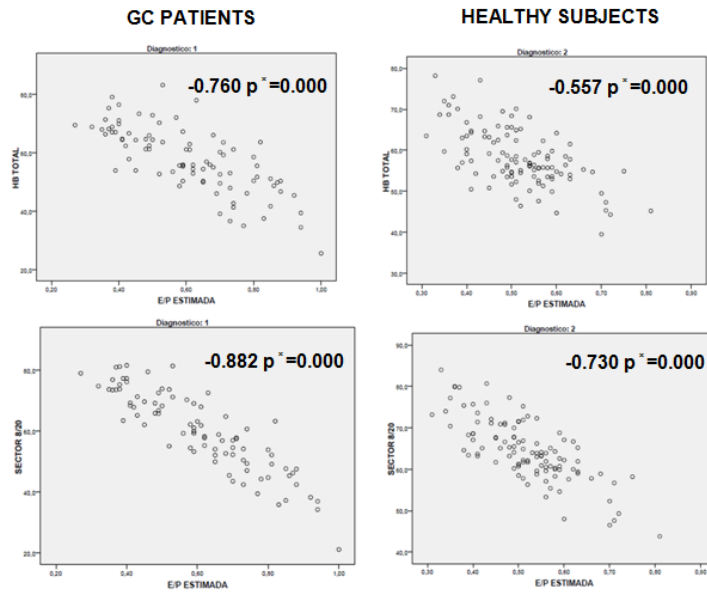 GC PATIENTS
HEALTHY SUBJECTS
Diagnostico: 1
-0.760 p*=0.000
HB TOTAL
80,0
60,0
40,0
20,0
0,20
0,40
0,60
0,80
1,00
E/P ESTIMADA
Diagnostico: 2
-0.557 p*=0.000
HB TOTAL
80,0
70,0
60,0
50,0
40,0
30,0
0,30
0,40
0,50
0,60
0,70
0,80
0,90
E/P ESTIMADA
Diagnostico: 1
-0.882 p*=0.000
SECTOR 8/20
80,0
60,0
40,0
20,0
0,20
0,40
0,60
0,80
1,00
E/P ESTIMADA
Diagnostico: 2
-0.730 p*=0.000
SECTOR 8/20
90,0
80,0
70,0
60,0
50,0
40,0
0,30
0,40
0,50
0,60
0,70
0,80
0,90
E/P ESTIMADA